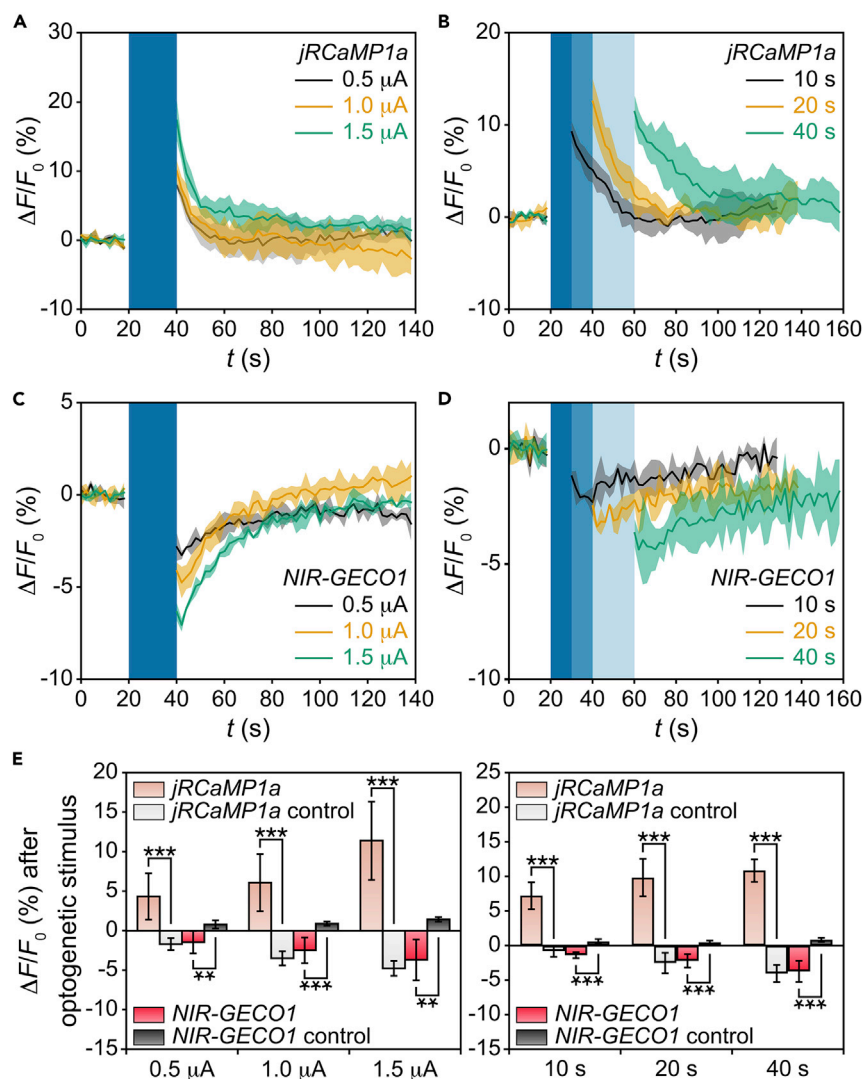 A
30
20
10
0
-10
ΔF/F0 (%)
jRCaMP1a
0.5 μA
1.0 μA
1.5 μA
0 20 40 60 80 100 120 140
t (s)
B
20
10
0
-10
ΔF/F0 (%)
jRCaMP1a
10 s
20 s
40 s
0 20 40 60 80 100 120 140 160
t (s)
C
5
0
-5
-10
ΔF/F0 (%)
NIR-GECO1
0.5 μA
1.0 μA
1.5 μA
0 20 40 60 80 100 120 140
t (s)
D
0
-5
-10
ΔF/F0 (%)
NIR-GECO1
10 s
20 s
40 s
0 20 40 60 80 100 120 140 160
t (s)
E
ΔF/F0 (%) after
optogenetic stimulus
20
15
10
5
0
-5
-10
-15
jRCaMP1a
jRCaMP1a control
*** *** ***
** *** **
NIR-GECO1
NIR-GECO1 control
0.5 μA 1.0 μA 1.5 μA
25
20
15
10
5
0
-5
-10
-15
jRCaMP1a
jRCaMP1a control
*** *** ***
*** *** ***
NIR-GECO1
NIR-GECO1 control
10 s 20 s 40 s